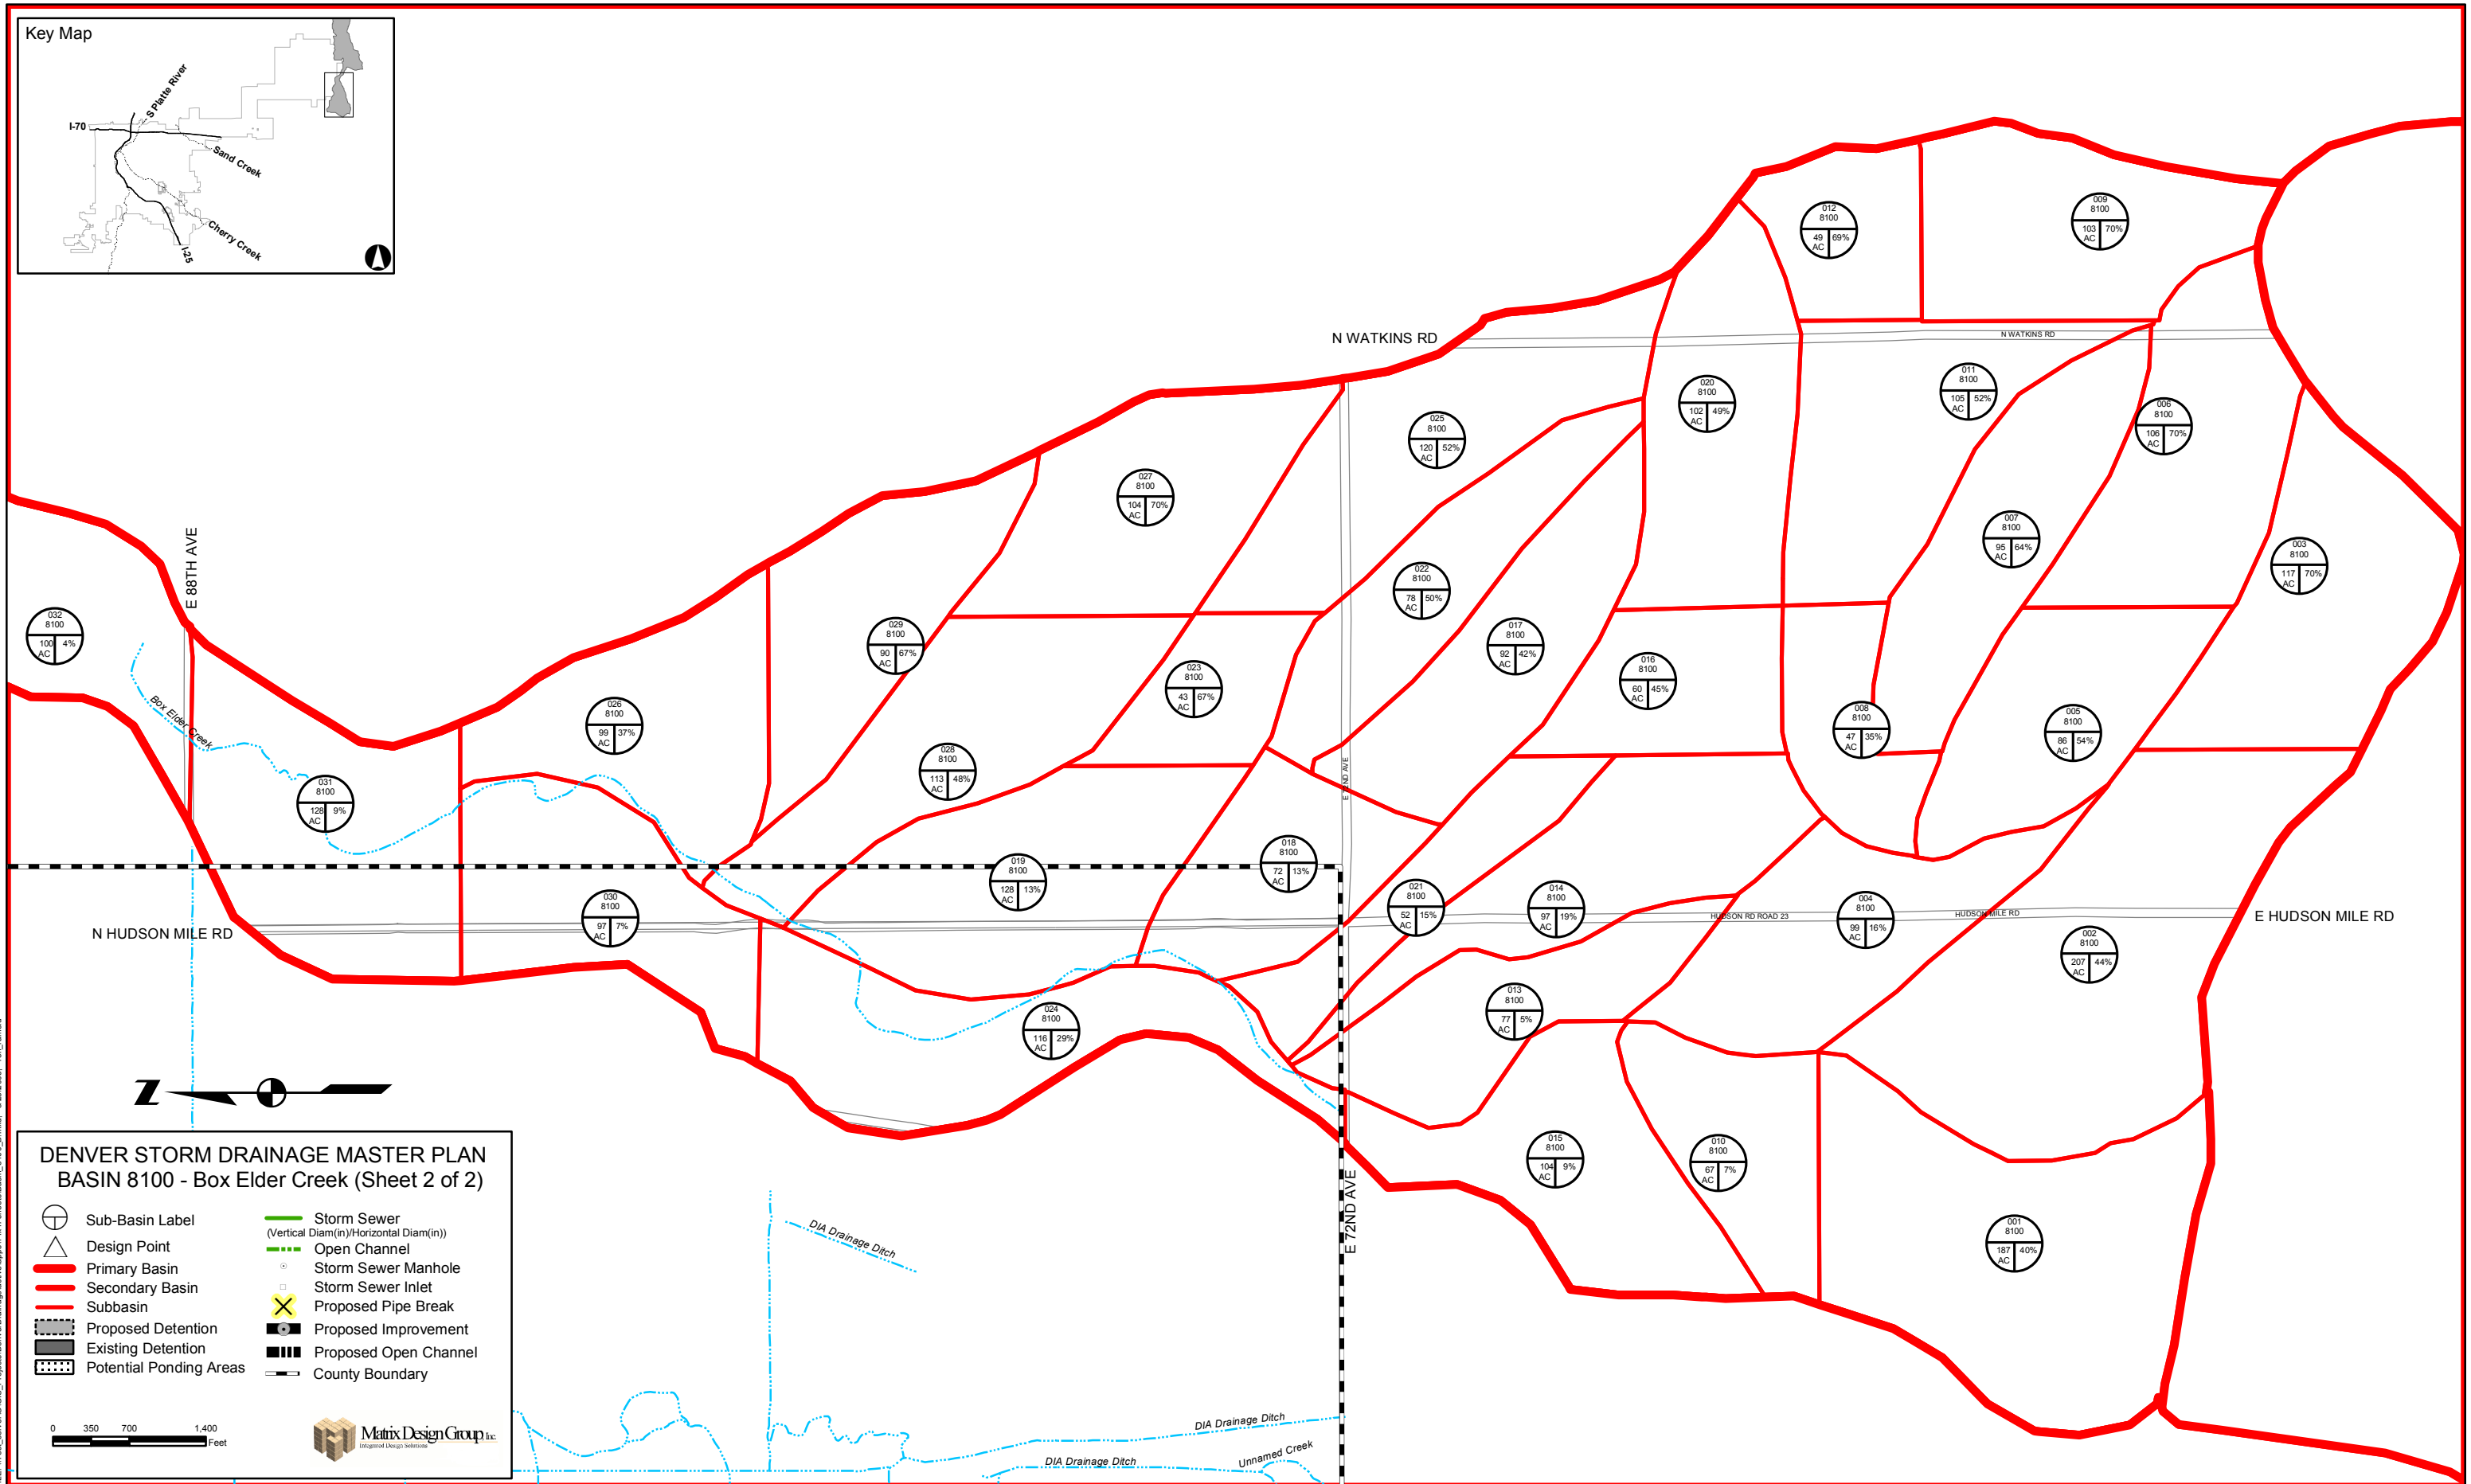 Key Map
S Platte River
I-70
Sand Creek
Cherry Creek
I-25
012
8100
49
AC
69%
009
8100
103
AC
70%
N WATKINS RD
N WATKINS RD
011
8100
105
AC
52%
020
8100
102
AC
49%
006
8100
106
AC
70%
025
8100
120
AC
52%
027
8100
104
AC
70%
007
8100
95
AC
64%
003
8100
117
AC
70%
E 88TH AVE
022
8100
78
AC
50%
032
8100
100
AC
4%
029
8100
90
AC
67%
017
8100
92
AC
42%
016
8100
60
AC
45%
023
8100
43
AC
67%
Box Elder Creek
026
8100
99
AC
37%
008
8100
47
AC
35%
005
8100
86
AC
54%
028
8100
113
AC
48%
E 72ND AVE
031
8100
128
AC
9%
018
8100
72
AC
13%
019
8100
128
AC
13%
021
8100
52
AC
15%
014
8100
97
AC
19%
030
8100
97
AC
7%
004
8100
99
AC
16%
HUDSON RD ROAD 23
HUDSON MILE RD
E HUDSON MILE RD
N HUDSON MILE RD
002
8100
207
AC
44%
013
8100
77
AC
5%
024
8100
116
AC
29%
Z
015
8100
104
AC
9%
010
8100
67
AC
7%
E 72ND AVE
001
8100
187
AC
40%
DIA Drainage Ditch
DENVER STORM DRAINAGE MASTER PLAN
BASIN 8100 - Box Elder Creek (Sheet 2 of 2)
Sub-Basin Label
Design Point
Primary Basin
Secondary Basin
Subbasin
Proposed Detention
Existing Detention
Potential Ponding Areas
Storm Sewer
(Vertical Diam(in)/Horizontal Diam(in))
Open Channel
Storm Sewer Manhole
Storm Sewer Inlet
Proposed Pipe Break
Proposed Improvement
Proposed Open Channel
County Boundary
0 350 700 1,400
Feet
Matrix Design Group, Inc.
Integrated Design Solutions
DIA Drainage Ditch
DIA Drainage Ditch
Unnamed Creek